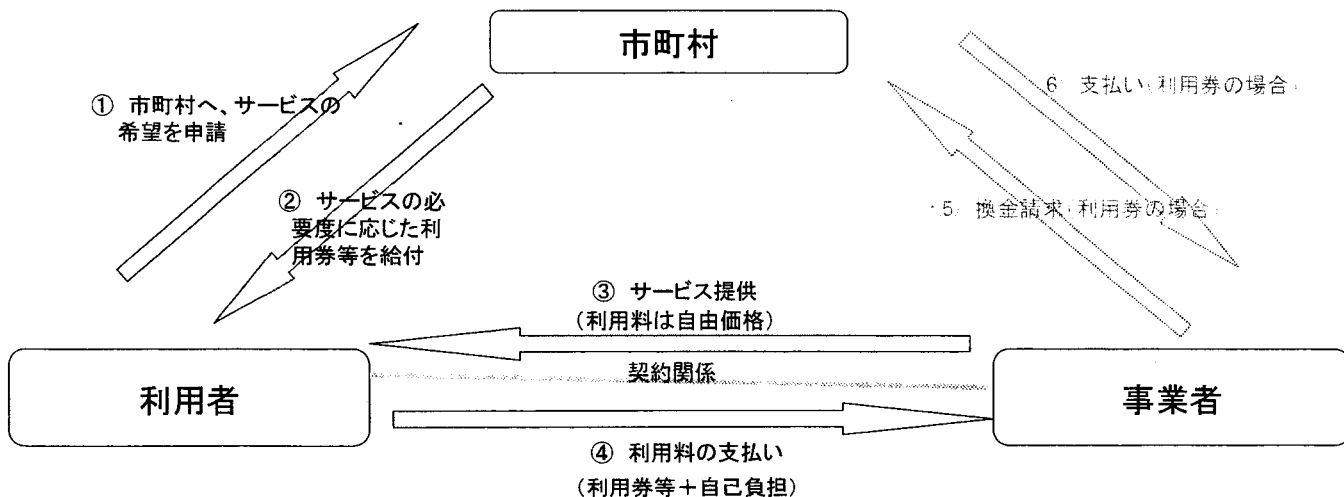 市町村
① 市町村へ、サービスの
希望を申請
6 支払い(利用券の場合)
② サービスの必
要度に応じた利
用券等を給付
5 換金請求(利用券の場合)
③ サービス提供
(利用料は自由価格)
利用者
契約関係
事業者
④ 利用料の支払い
(利用券等+自己負担)